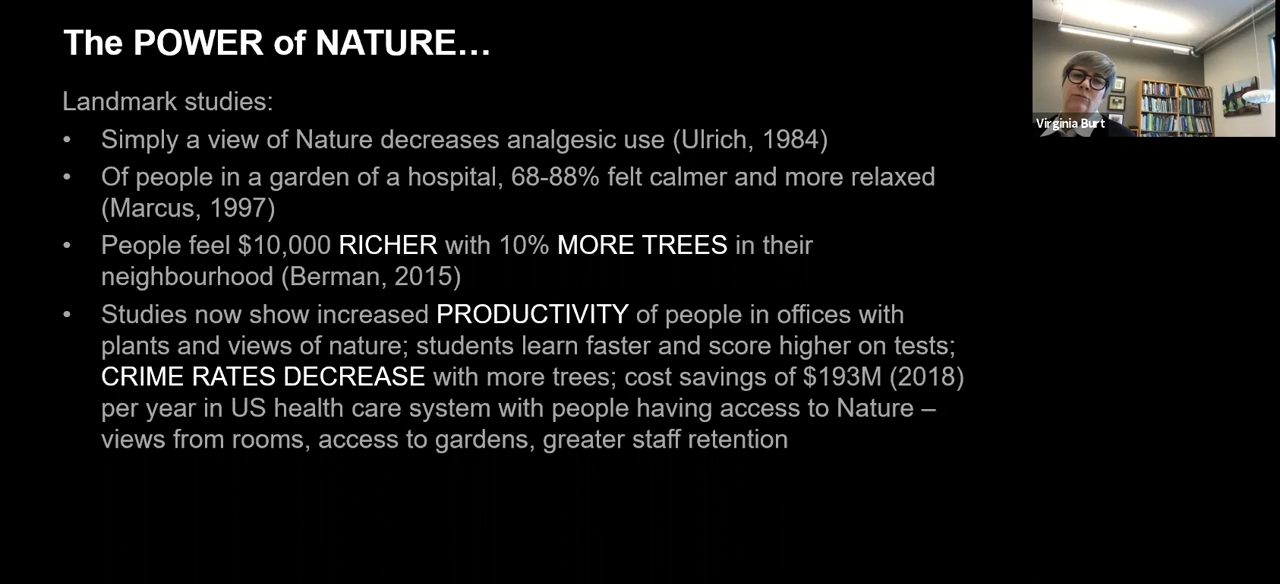 The POWER of NATURE…
Landmark studies:
• Simply a view of Nature decreases analgesic use (Ulrich, 1984)
• Of people in a garden of a hospital, 68-88% felt calmer and more relaxed
(Marcus, 1997)
• People feel $10,000 RICHER with 10% MORE TREES in their
neighbourhood (Berman, 2015)
• Studies now show increased PRODUCTIVITY of people in offices with
plants and views of nature; students learn faster and score higher on tests;
CRIME RATES DECREASE with more trees; cost savings of $193M (2018)
per year in US health care system with people having access to Nature –
views from rooms, access to gardens, greater staff retention
Virginia Burt